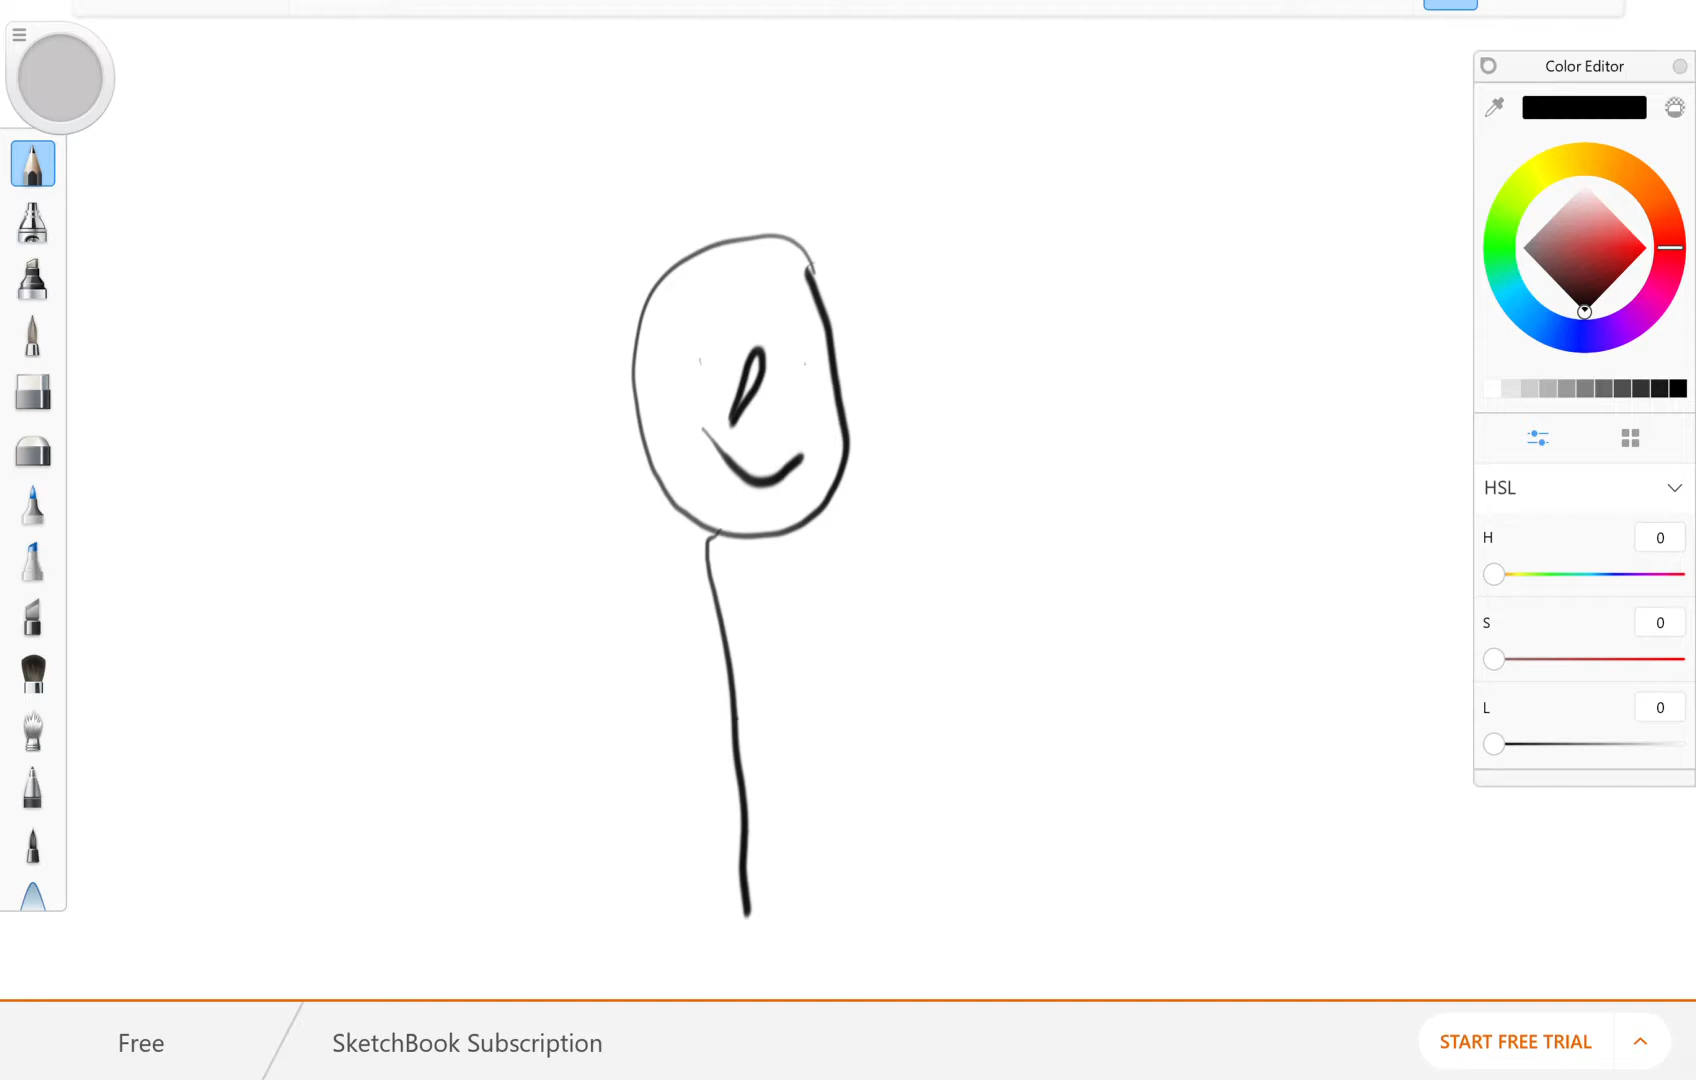 Color Editor
HSL
H 0
S 0
L 0
Free
SketchBook Subscription
START FREE TRIAL